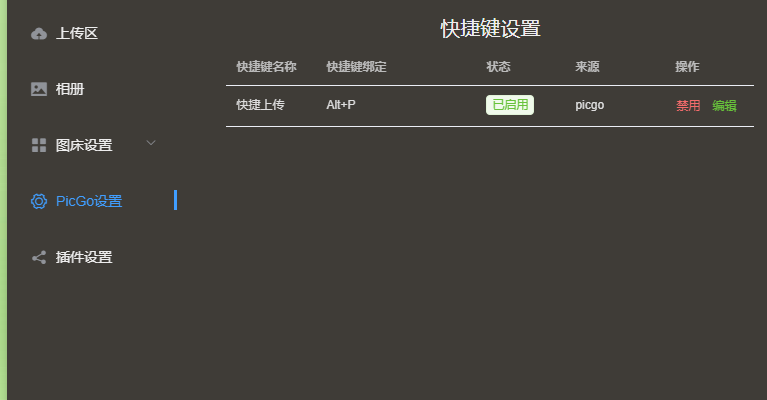 上传区
相册
图床设置
PicGo设置
插件设置
快捷键设置
快捷键名称 快捷键绑定 状态 来源 操作
快捷上传 Alt+P 已启用 picgo 禁用 编辑